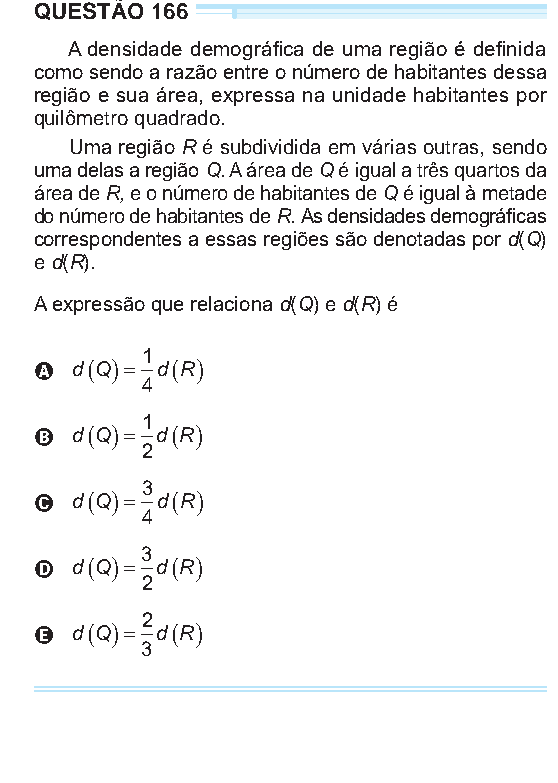 QUESTÃO 166
A densidade demográfica de uma região é definida
como sendo a razão entre o número de habitantes dessa
região e sua área, expressa na unidade habitantes por
quilômetro quadrado.
Uma região R é subdividida em várias outras, sendo
uma delas a região Q. A área de Q é igual a três quartos da
área de R, e o número de habitantes de Q é igual à metade
do número de habitantes de R. As densidades demográficas
correspondentes a essas regiões são denotadas por d(Q)
e d(R).
A expressão que relaciona d(Q) e d(R) é
A d(Q) = 1/4 d(R)
B d(Q) = 1/2 d(R)
C d(Q) = 3/4 d(R)
D d(Q) = 3/2 d(R)
E d(Q) = 2/3 d(R)